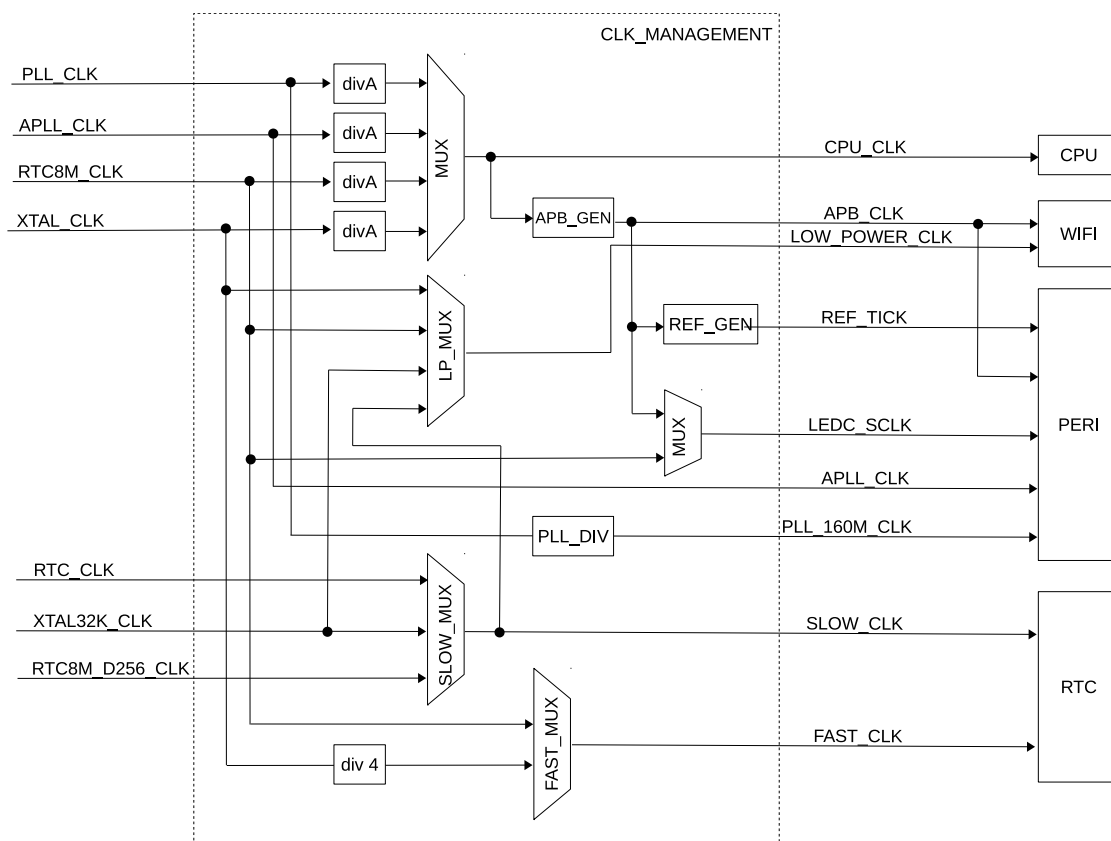 CLK_MANAGEMENT
PLL_CLK
divA
APLL_CLK
divA
MUX
CPU_CLK
CPU
RTC8M_CLK
divA
XTAL_CLK
divA
APB_GEN
APB_CLK
WIFI
LOW_POWER_CLK
LP_MUX
REF_GEN
REF_TICK
MUX
LEDC_SCLK
PERI
APLL_CLK
PLL_DIV
PLL_160M_CLK
RTC_CLK
XTAL32K_CLK
SLOW_MUX
SLOW_CLK
RTC8M_D256_CLK
RTC
FAST_MUX
FAST_CLK
div 4